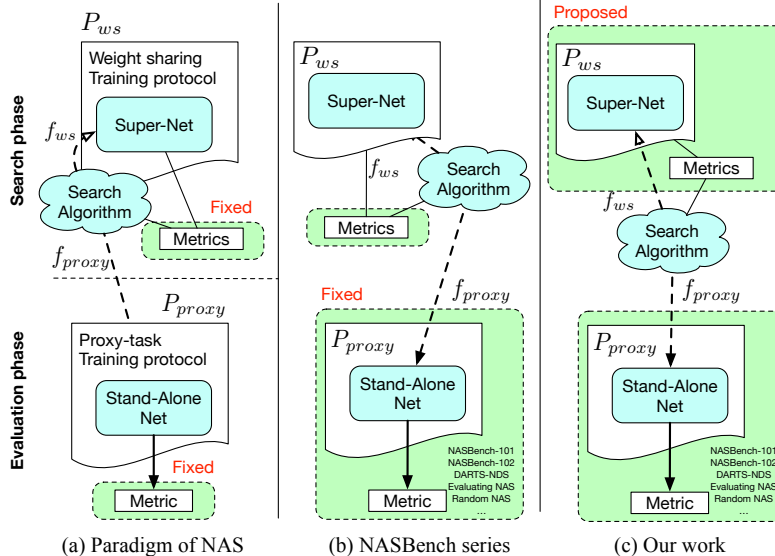 Search phase
Evaluation phase
P_ws
Weight sharing
Training protocol
Super-Net
f_ws
Search
Algorithm
Fixed
Metrics
f_proxy
P_proxy
Proxy-task
Training protocol
Stand-Alone
Net
Fixed
Metric
(a) Paradigm of NAS
P_ws
Super-Net
f_ws
Search
Algorithm
Metrics
f_proxy
Fixed
P_proxy
Stand-Alone
Net
NASBench-101
NASBench-102
DARTS-NDS
Evaluating NAS
Random NAS
...
Metric
(b) NASBench series
Proposed
P_ws
Super-Net
Metrics
f_ws
Search
Algorithm
f_proxy
P_proxy
Stand-Alone
Net
NASBench-101
NASBench-102
DARTS-NDS
Evaluating NAS
Random NAS
...
Metric
(c) Our work